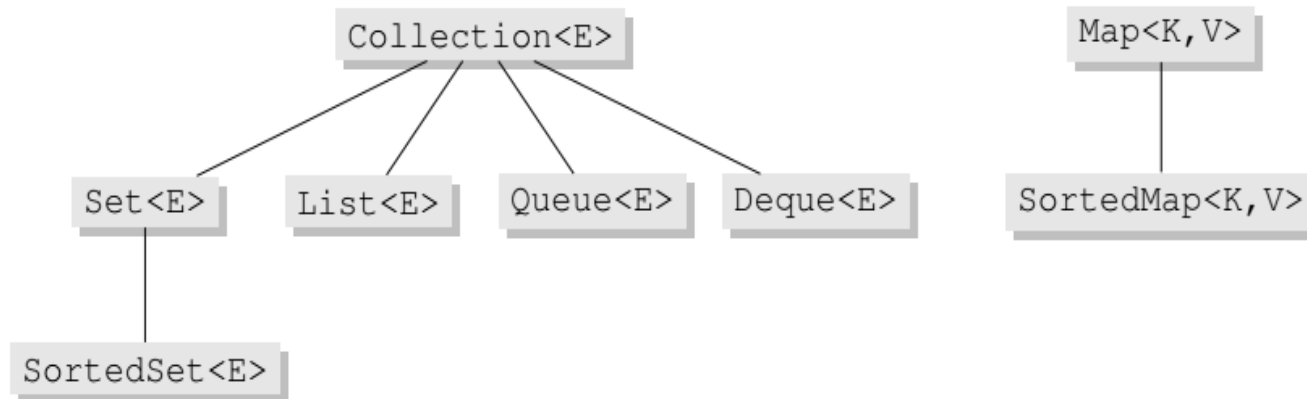 Collection<E>
Map<K,V>
Set<E>
List<E>
Queue<E>
Deque<E>
SortedMap<K,V>
SortedSet<E>